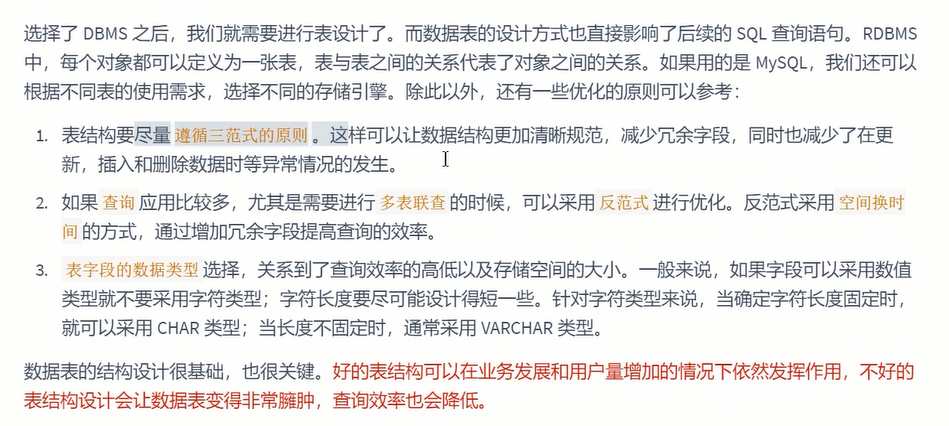 选择了 DBMS 之后，我们就需要进行表设计了。而数据表的设计方式也直接影响了后续的 SQL 查询语句。RDBMS
中，每个对象都可以定义为一张表，表与表之间的关系代表了对象之间的关系。如果用的是 MySQL，我们还可以
根据不同表的使用需求，选择不同的存储引擎。除此以外，还有一些优化的原则可以参考：
1. 表结构要尽量 遵循三范式的原则 。这样可以让数据结构更加清晰规范，减少冗余字段，同时也减少了在更
新，插入和删除数据时等异常情况的发生。
2. 如果 查询 应用比较多，尤其是需要进行 多表联查 的时候，可以采用 反范式 进行优化。反范式采用 空间换时
间 的方式，通过增加冗余字段提高查询的效率。
3. 表字段的数据类型 选择，关系到了查询效率的高低以及存储空间的大小。一般来说，如果字段可以采用数值
类型就不要采用字符类型；字符长度要尽可能设计得短一些。针对字符类型来说，当确定字符长度固定时，
就可以采用 CHAR 类型；当长度不固定时，通常采用 VARCHAR 类型。
数据表的结构设计很基础，也很关键。好的表结构可以在业务发展和用户量增加的情况下依然发挥作用，不好的
表结构设计会让数据表变得非常臃肿，查询效率也会降低。